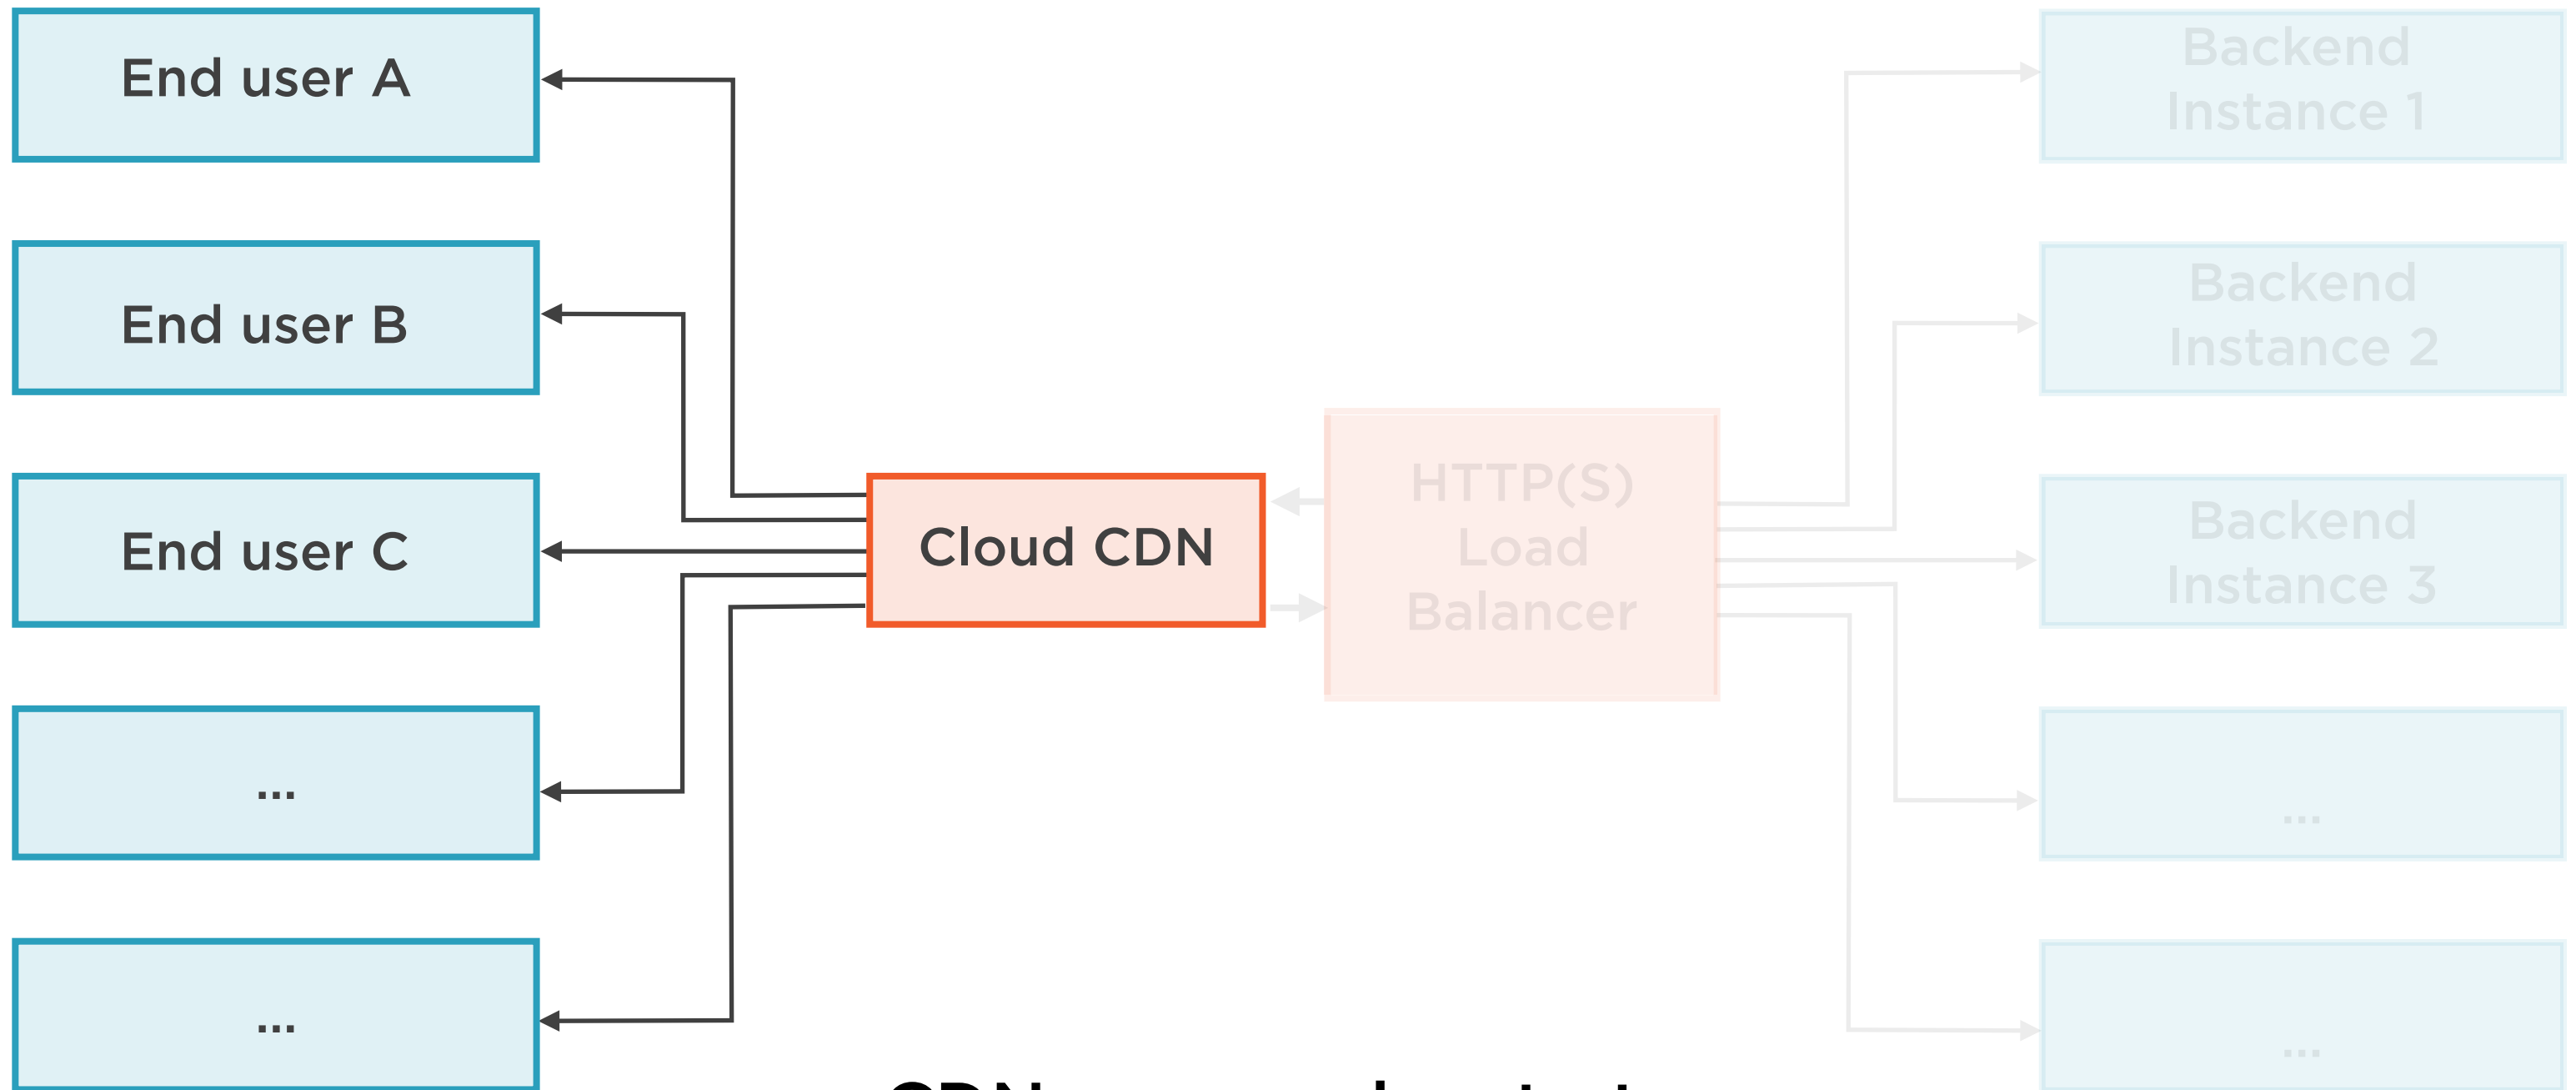 End user A
End user B
End user C
...
...
Cloud CDN
HTTP(S)
Load
Balancer
Backend
Instance 1
Backend
Instance 2
Backend
Instance 3
...
...
CDN